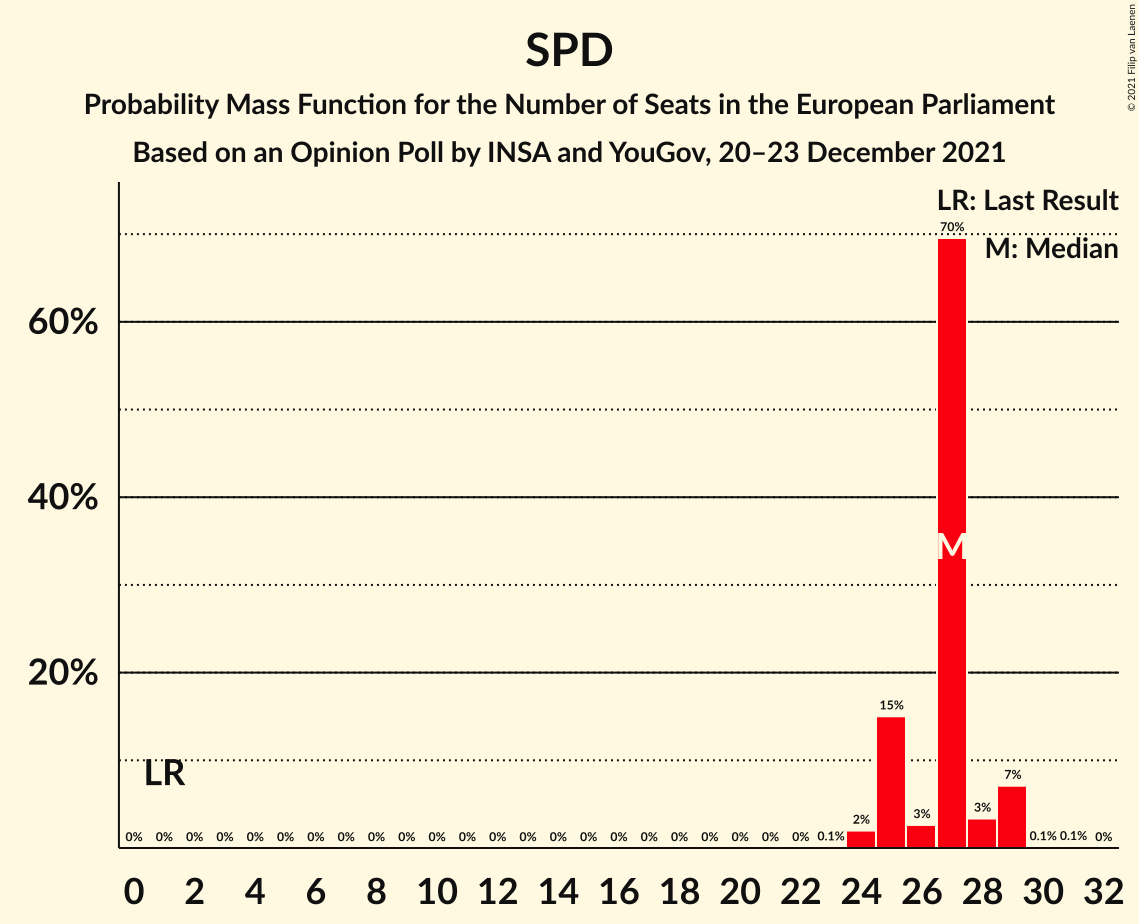 SPD
Probability Mass Function for the Number of Seats in the European Parliament
Based on an Opinion Poll by INSA and YouGov, 20–23 December 2021
© 2021 Filip van Laenen
LR: Last Result
M: Median
70%
60%
40%
M
20%
15%
LR
7%
2% 3% 3%
0% 0% 0% 0% 0% 0% 0% 0% 0% 0% 0% 0% 0% 0% 0% 0% 0% 0% 0% 0% 0% 0% 0% 0.1% 0.1% 0.1% 0%
0 2 4 6 8 10 12 14 16 18 20 22 24 26 28 30 32